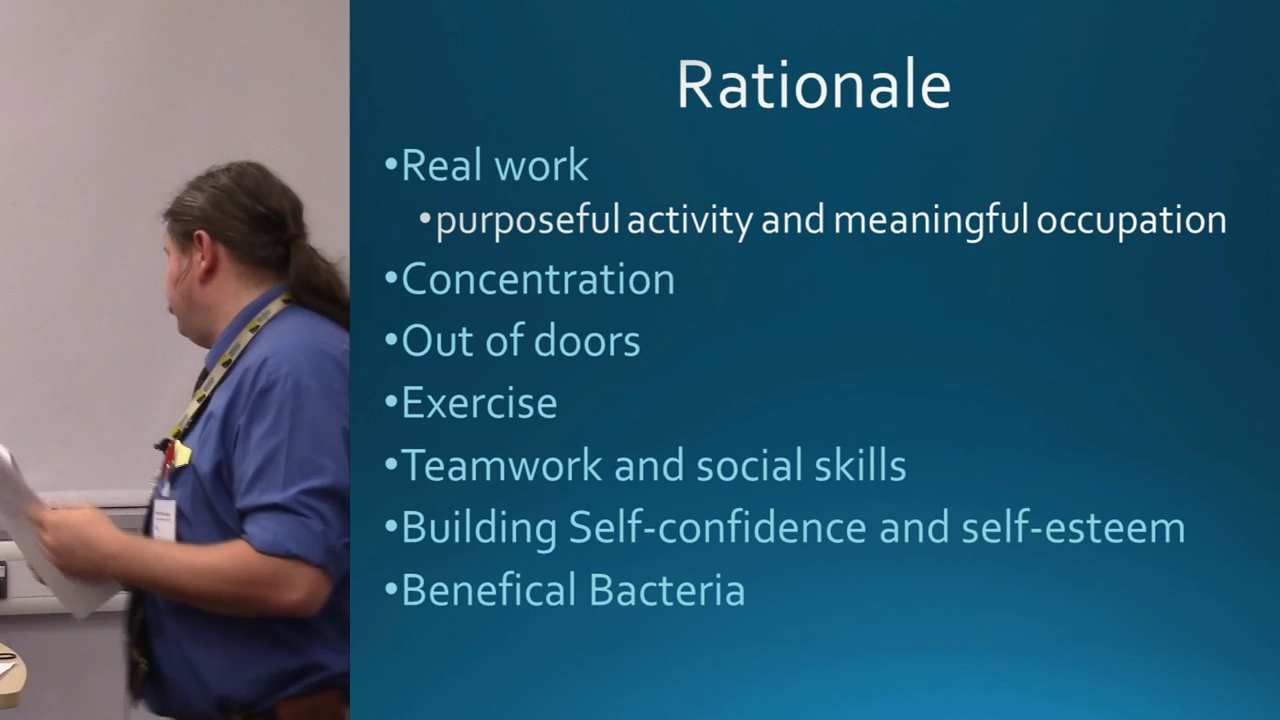 Rationale
•Real work
•purposeful activity and meaningful occupation
•Concentration
•Out of doors
•Exercise
•Teamwork and social skills
•Building Self-confidence and self-esteem
•Benefical Bacteria